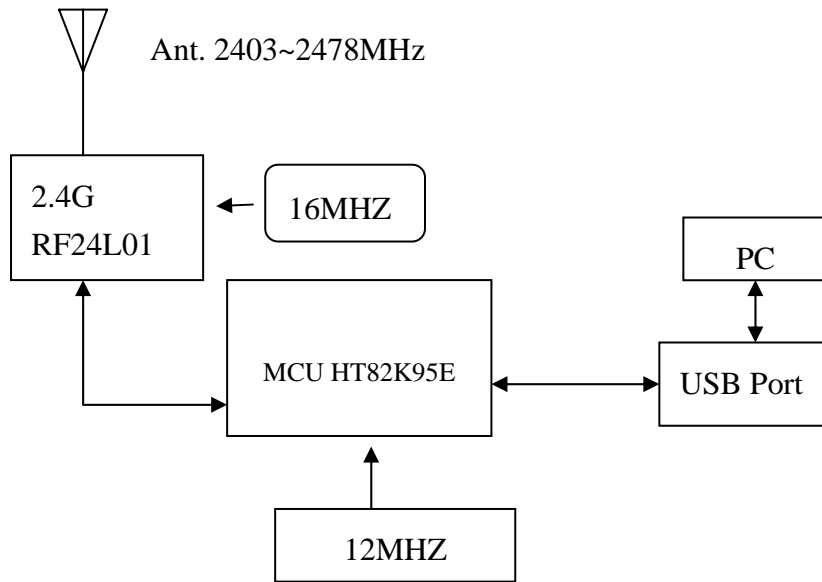 Ant. 2403~2478MHz
2.4G
RF24L01
16MHZ
PC
MCU HT82K95E
USB Port
12MHZ